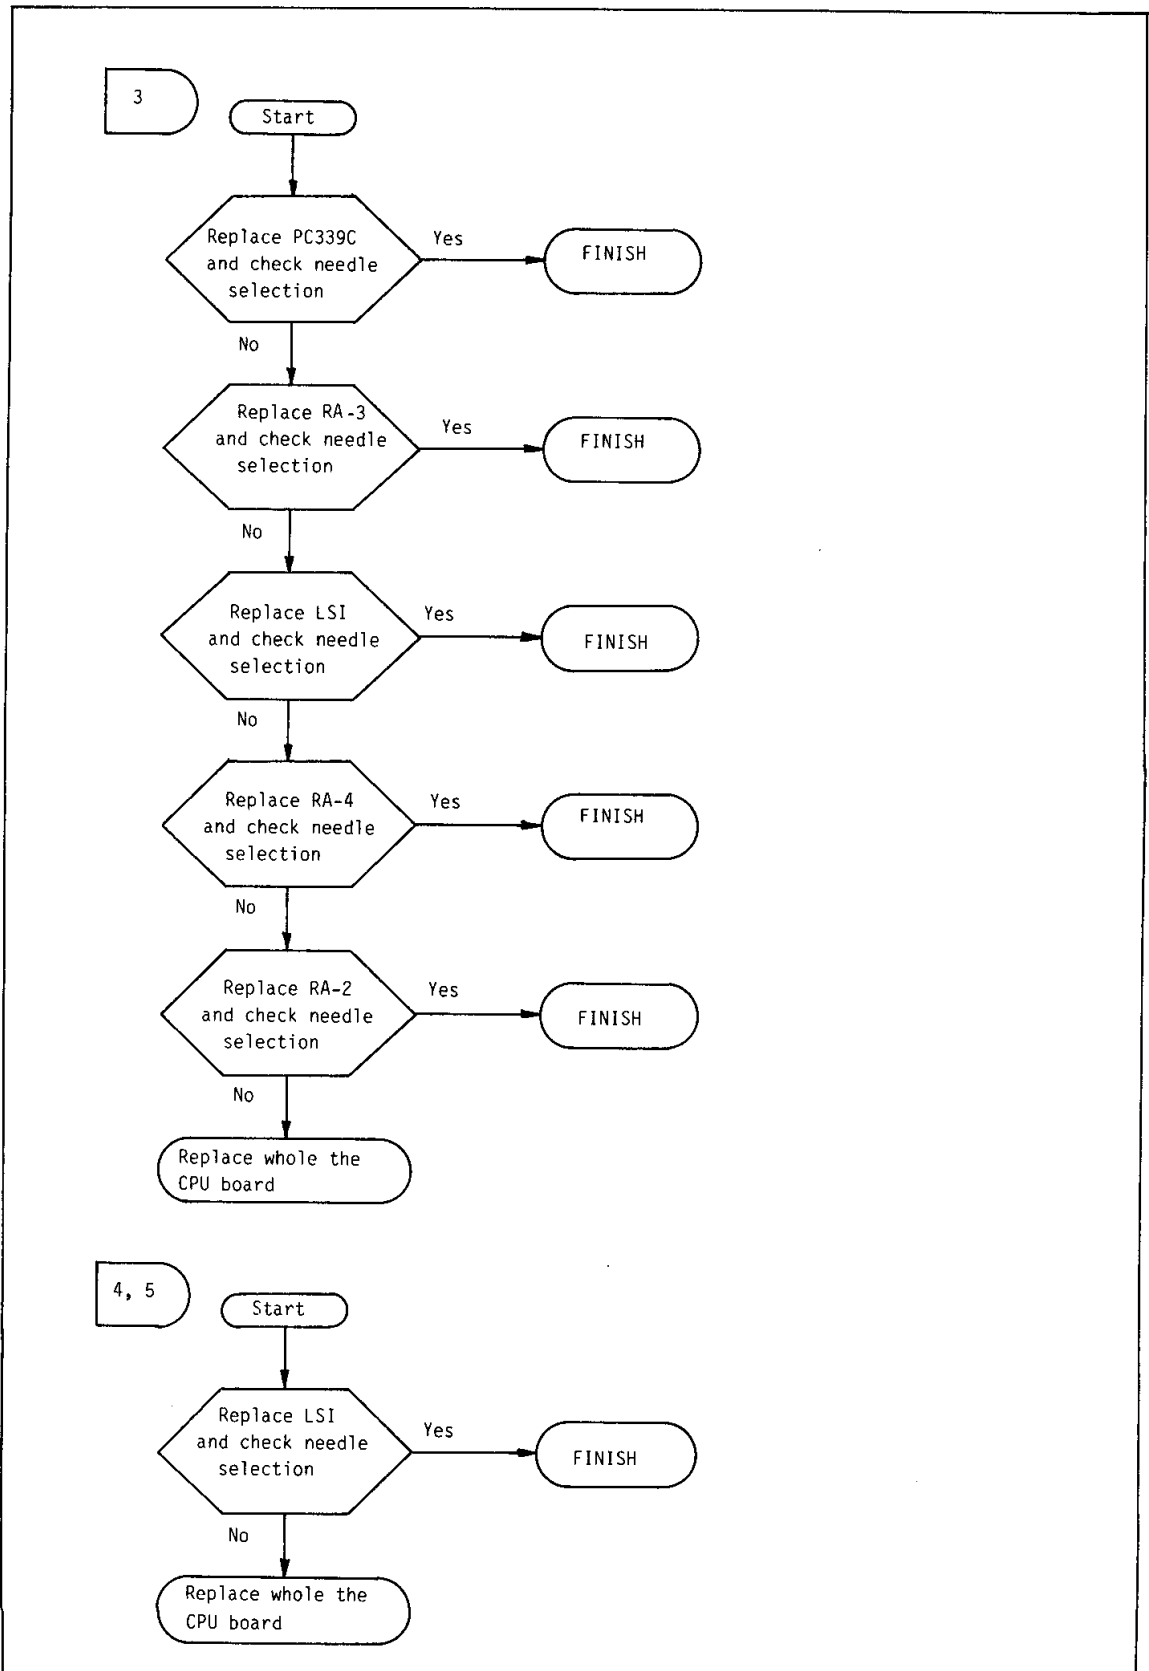 3
Start
Replace PC339C
and check needle
selection
Yes
FINISH
No
Replace RA-3
and check needle
selection
Yes
FINISH
No
Replace LSI
and check needle
selection
Yes
FINISH
No
Replace RA-4
and check needle
selection
Yes
FINISH
No
Replace RA-2
and check needle
selection
Yes
FINISH
No
Replace whole the
CPU board
4, 5
Start
Replace LSI
and check needle
selection
Yes
FINISH
No
Replace whole the
CPU board